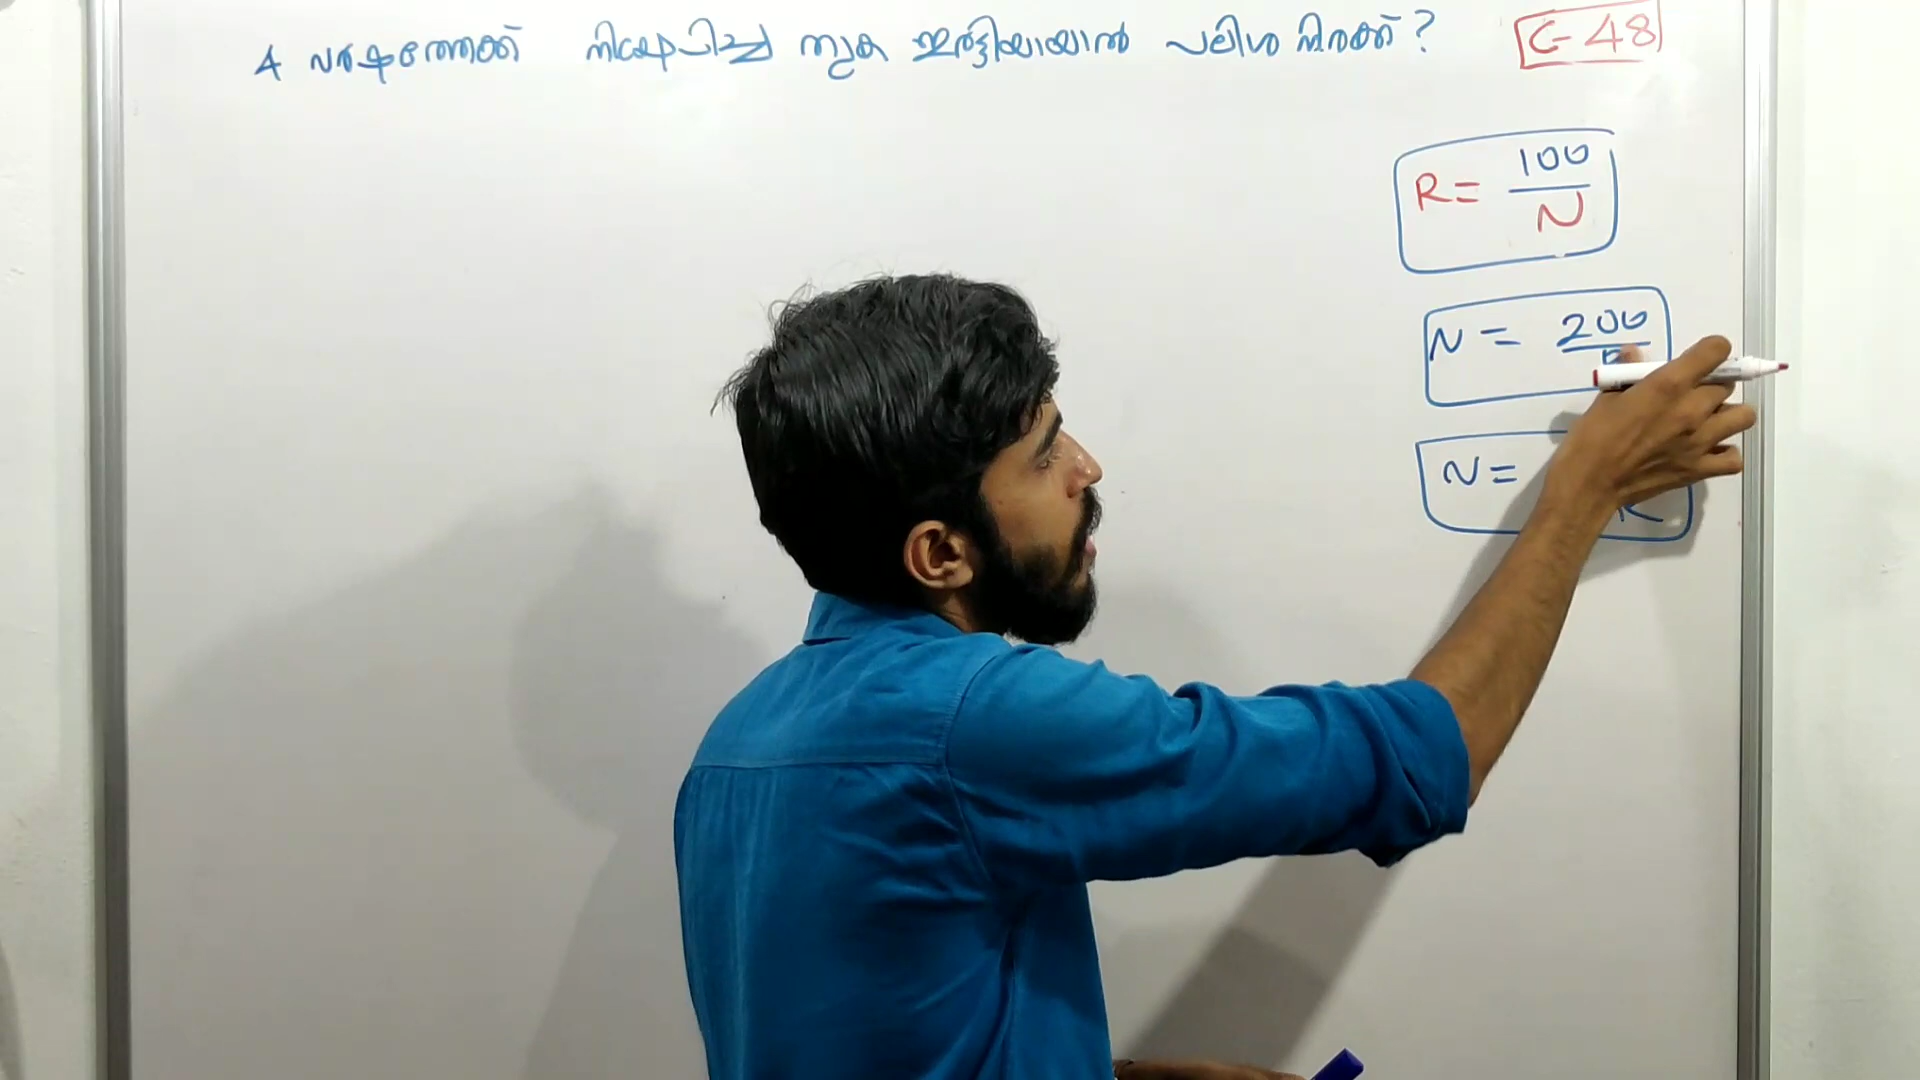 4 വർഷത്തേക്ക് നിക്ഷേപിച്ച തുക ഇരട്ടിയായാൽ പലിശ നിരക്ക്? C-48
R = 100/N
N = 200/R
N =